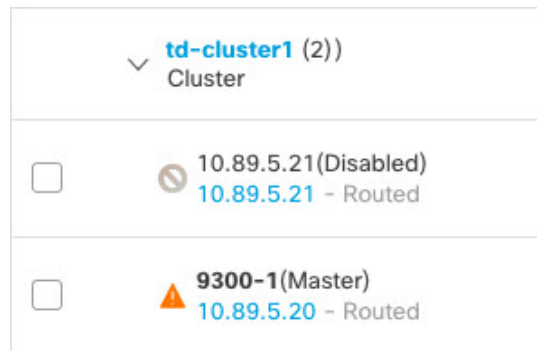 td-cluster1 (2))
Cluster
10.89.5.21(Disabled)
10.89.5.21 - Routed
9300-1(Master)
10.89.5.20 - Routed